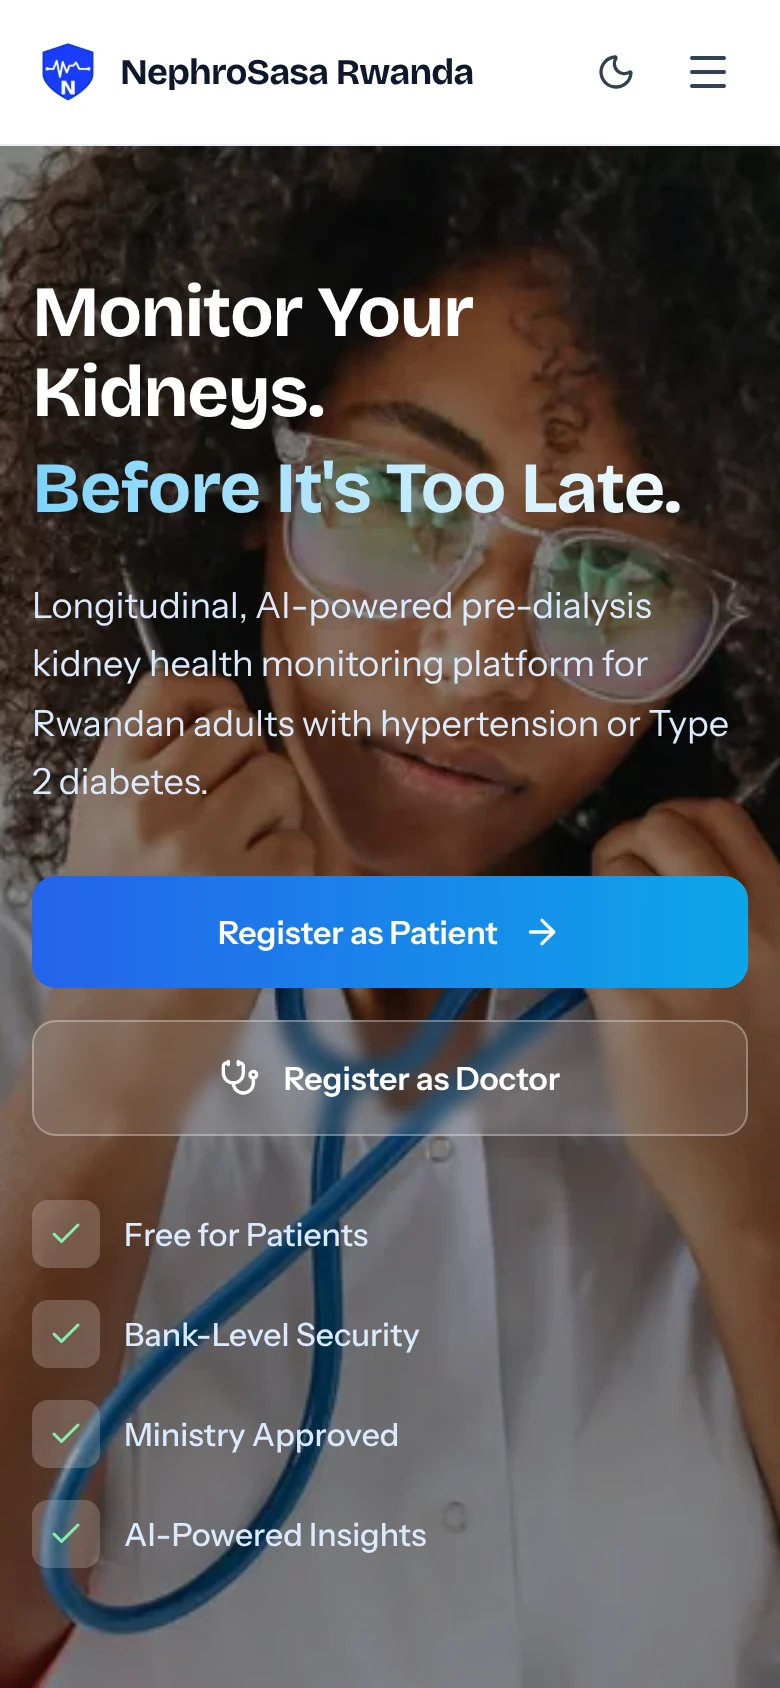 N
NephroSasa Rwanda
Monitor Your
Kidneys.
Before It's Too Late.
Longitudinal, AI-powered pre-dialysis
kidney health monitoring platform for
Rwandan adults with hypertension or Type
2 diabetes.
Register as Patient
Register as Doctor
Free for Patients
Bank-Level Security
Ministry Approved
AI-Powered Insights